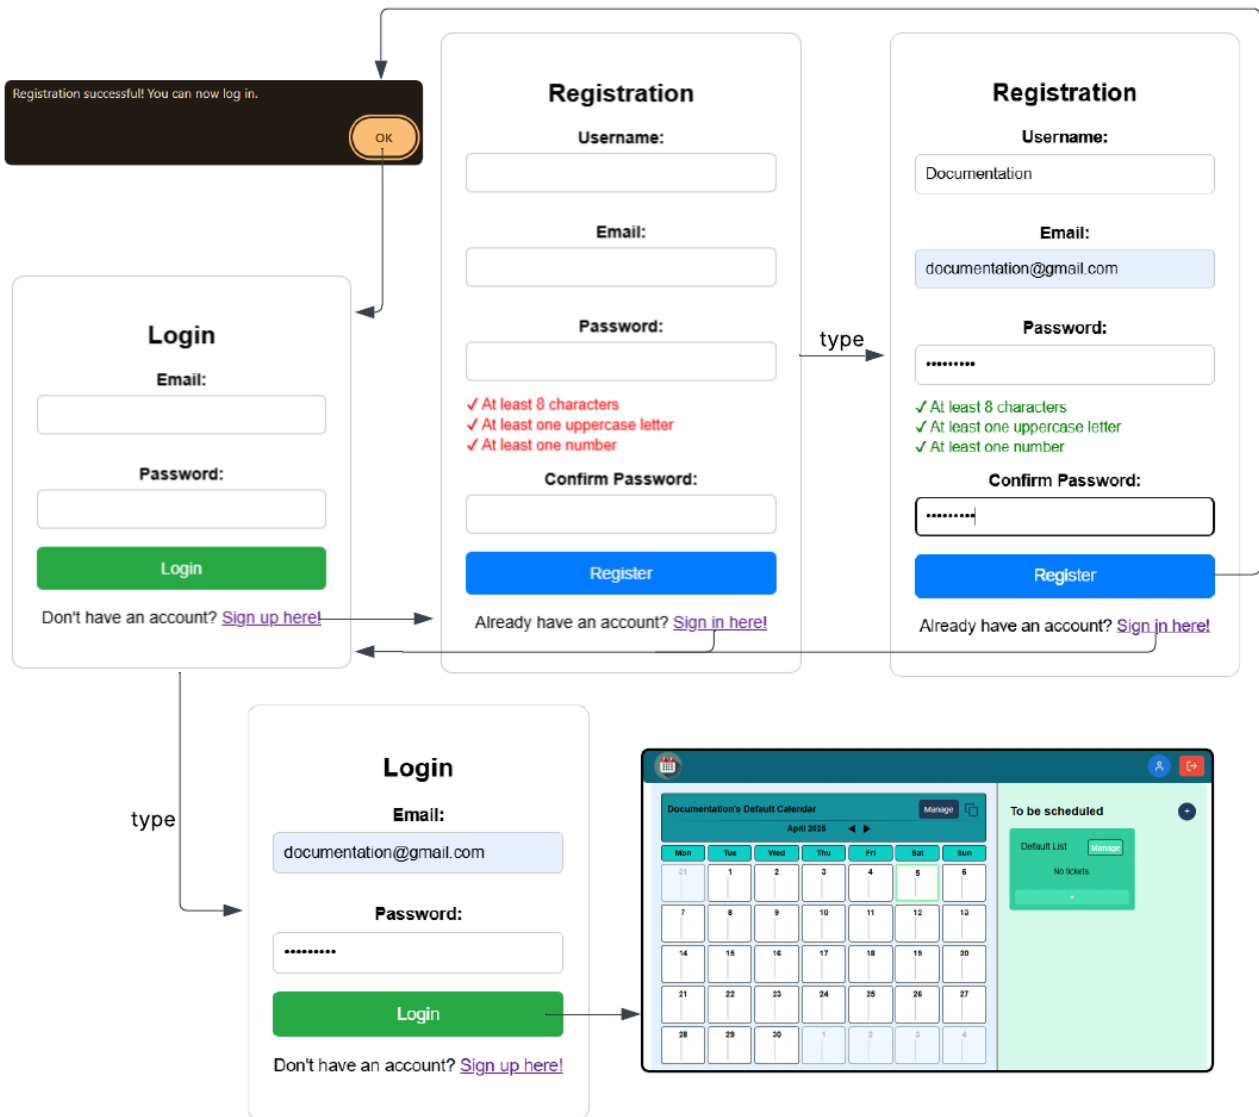 Registration successful! You can now log in.
OK
Registration
Username:
Email:
Password:
✓ At least 8 characters
✓ At least one uppercase letter
✓ At least one number
Confirm Password:
Register
Already have an account? Sign in here!
type
Registration
Username:
Documentation
Email:
documentation@gmail.com
Password:
•••••••••
✓ At least 8 characters
✓ At least one uppercase letter
✓ At least one number
Confirm Password:
•••••••••
Register
Already have an account? Sign in here!
Login
Email:
Password:
Login
Don't have an account? Sign up here!
type
Login
Email:
documentation@gmail.com
Password:
•••••••••
Login
Don't have an account? Sign up here!
Documentation's Default Calendar Manage
April 2025
Mon Tue Wed Thu Fri Sat Sun
31 1 2 3 4 5 6
7 8 9 10 11 12 13
14 15 16 17 18 19 20
21 22 23 24 25 26 27
28 29 30 1 2 3 4
To be scheduled +
Default List Manage
No tickets.
+